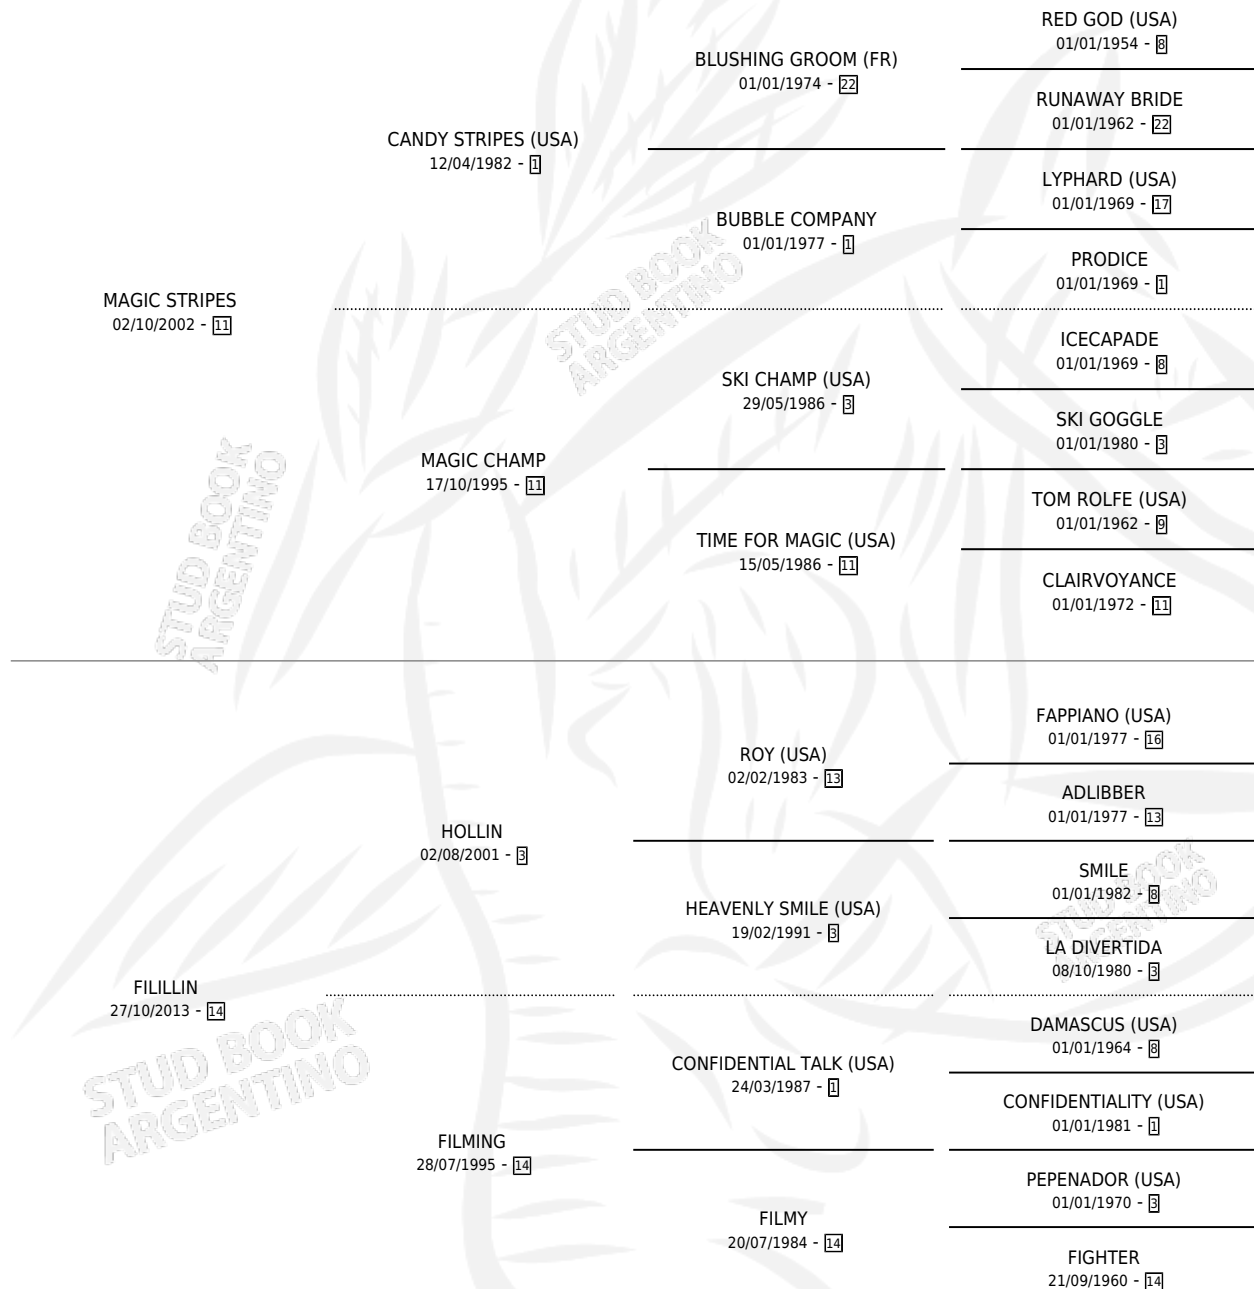 MAGIC STRIPES
02/10/2002 - 11
CANDY STRIPES (USA)
12/04/1982 - 1
BLUSHING GROOM (FR)
01/01/1974 - 22
RED GOD (USA)
01/01/1954 - 8
RUNAWAY BRIDE
01/01/1962 - 22
BUBBLE COMPANY
01/01/1977 - 1
LYPHARD (USA)
01/01/1969 - 17
PRODICE
01/01/1969 - 1
MAGIC CHAMP
17/10/1995 - 11
SKI CHAMP (USA)
29/05/1986 - 3
ICECAPADE
01/01/1969 - 8
SKI GOGGLE
01/01/1980 - 3
TIME FOR MAGIC (USA)
15/05/1986 - 11
TOM ROLFE (USA)
01/01/1962 - 9
CLAIRVOYANCE
01/01/1972 - 11
FILILLIN
27/10/2013 - 14
HOLLIN
02/08/2001 - 3
ROY (USA)
02/02/1983 - 13
FAPPIANO (USA)
01/01/1977 - 16
ADLIBBER
01/01/1977 - 13
HEAVENLY SMILE (USA)
19/02/1991 - 3
SMILE
01/01/1982 - 8
LA DIVERTIDA
08/10/1980 - 3
FILMING
28/07/1995 - 14
CONFIDENTIAL TALK (USA)
24/03/1987 - 1
DAMASCUS (USA)
01/01/1964 - 8
CONFIDENTIALITY (USA)
01/01/1981 - 1
FILMY
20/07/1984 - 14
PEPENADOR (USA)
01/01/1970 - 3
FIGHTER
21/09/1960 - 14
STUD BOOK
ARGENTINO
STUD BOOK
ARGENTINO
STUD BOOK
ARGENTINO
STUD BOOK
ARGENTINO